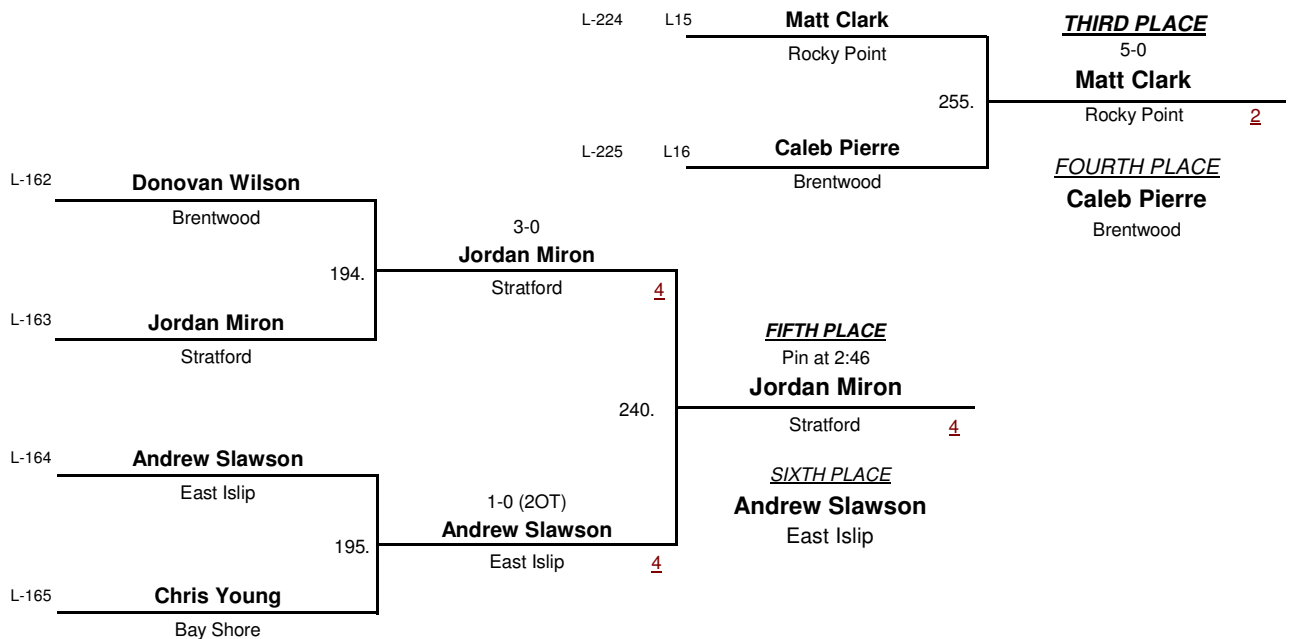 L-224 L15 Matt Clark
Rocky Point
255.
L-225 L16 Caleb Pierre
Brentwood
THIRD PLACE
5-0
Matt Clark
Rocky Point 2
FOURTH PLACE
Caleb Pierre
Brentwood
L-162 Donovan Wilson
Brentwood
194.
L-163 Jordan Miron
Stratford
3-0
Jordan Miron
Stratford 4
240.
L-164 Andrew Slawson
East Islip
195.
L-165 Chris Young
Bay Shore
1-0 (2OT)
Andrew Slawson
East Islip 4
FIFTH PLACE
Pin at 2:46
Jordan Miron
Stratford 4
SIXTH PLACE
Andrew Slawson
East Islip